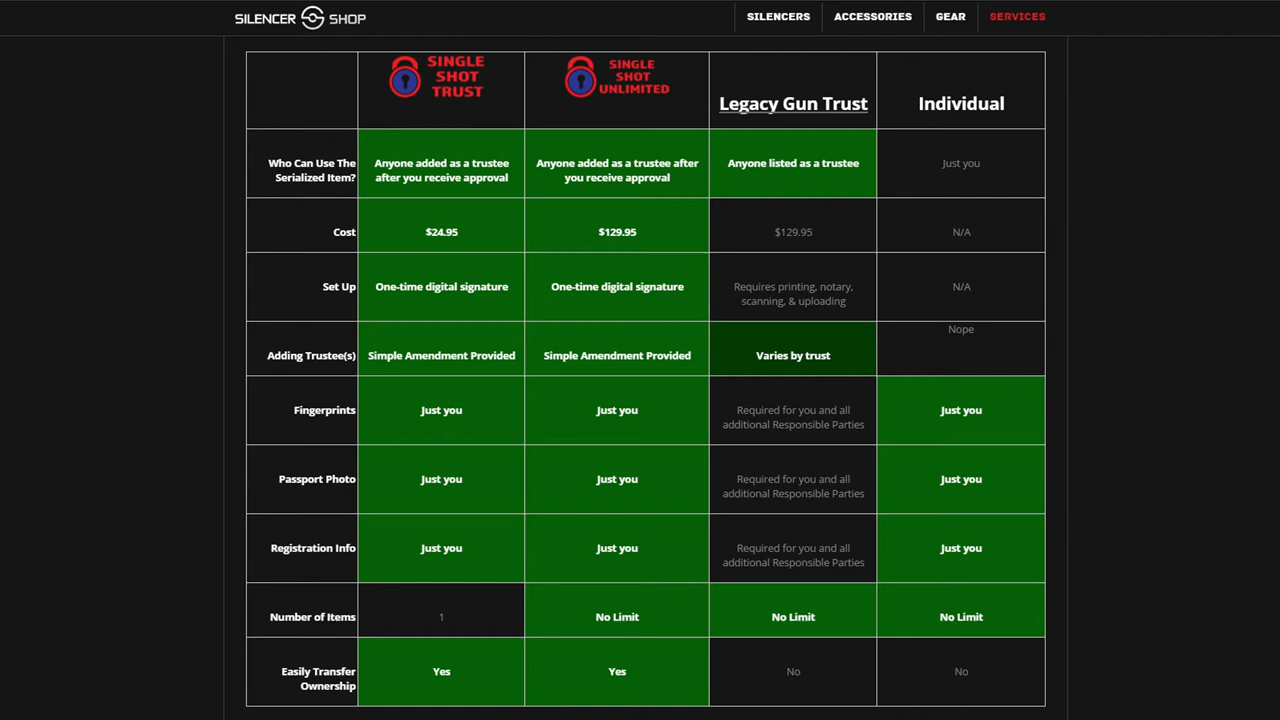 SILENCER SHOP
SILENCERS
ACCESSORIES
GEAR
SERVICES
SINGLE
SHOT
TRUST
SINGLE
SHOT
UNLIMITED
Legacy Gun Trust
Individual
Who Can Use The
Serialized Item?
Anyone added as a trustee
after you receive approval
Anyone added as a trustee after
you receive approval
Anyone listed as a trustee
Just you
Cost
$24.95
$129.95
$129.95
N/A
Set Up
One-time digital signature
One-time digital signature
Requires printing, notary,
scanning, & uploading
N/A
Adding Trustee(s)
Simple Amendment Provided
Simple Amendment Provided
Varies by trust
Nope
Fingerprints
Just you
Just you
Required for you and all
additional Responsible Parties
Just you
Passport Photo
Just you
Just you
Required for you and all
additional Responsible Parties
Just you
Registration Info
Just you
Just you
Required for you and all
additional Responsible Parties
Just you
Number of Items
1
No Limit
No Limit
No Limit
Easily Transfer
Ownership
Yes
Yes
No
No